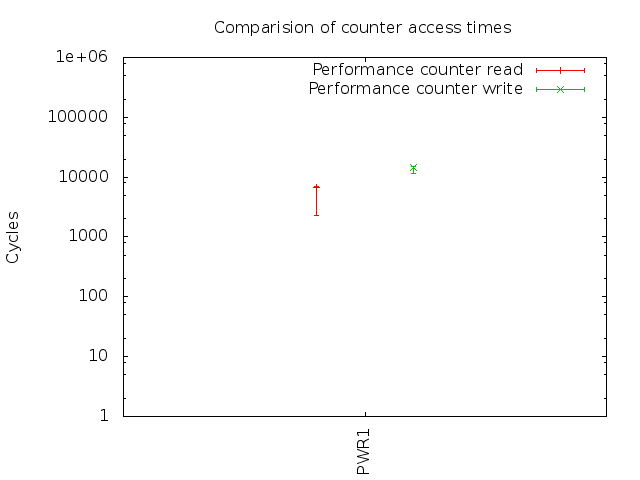 Comparision of counter access times
1e+06
100000
10000
1000
100
10
1
Cycles
Performance counter read
Performance counter write
PWR1